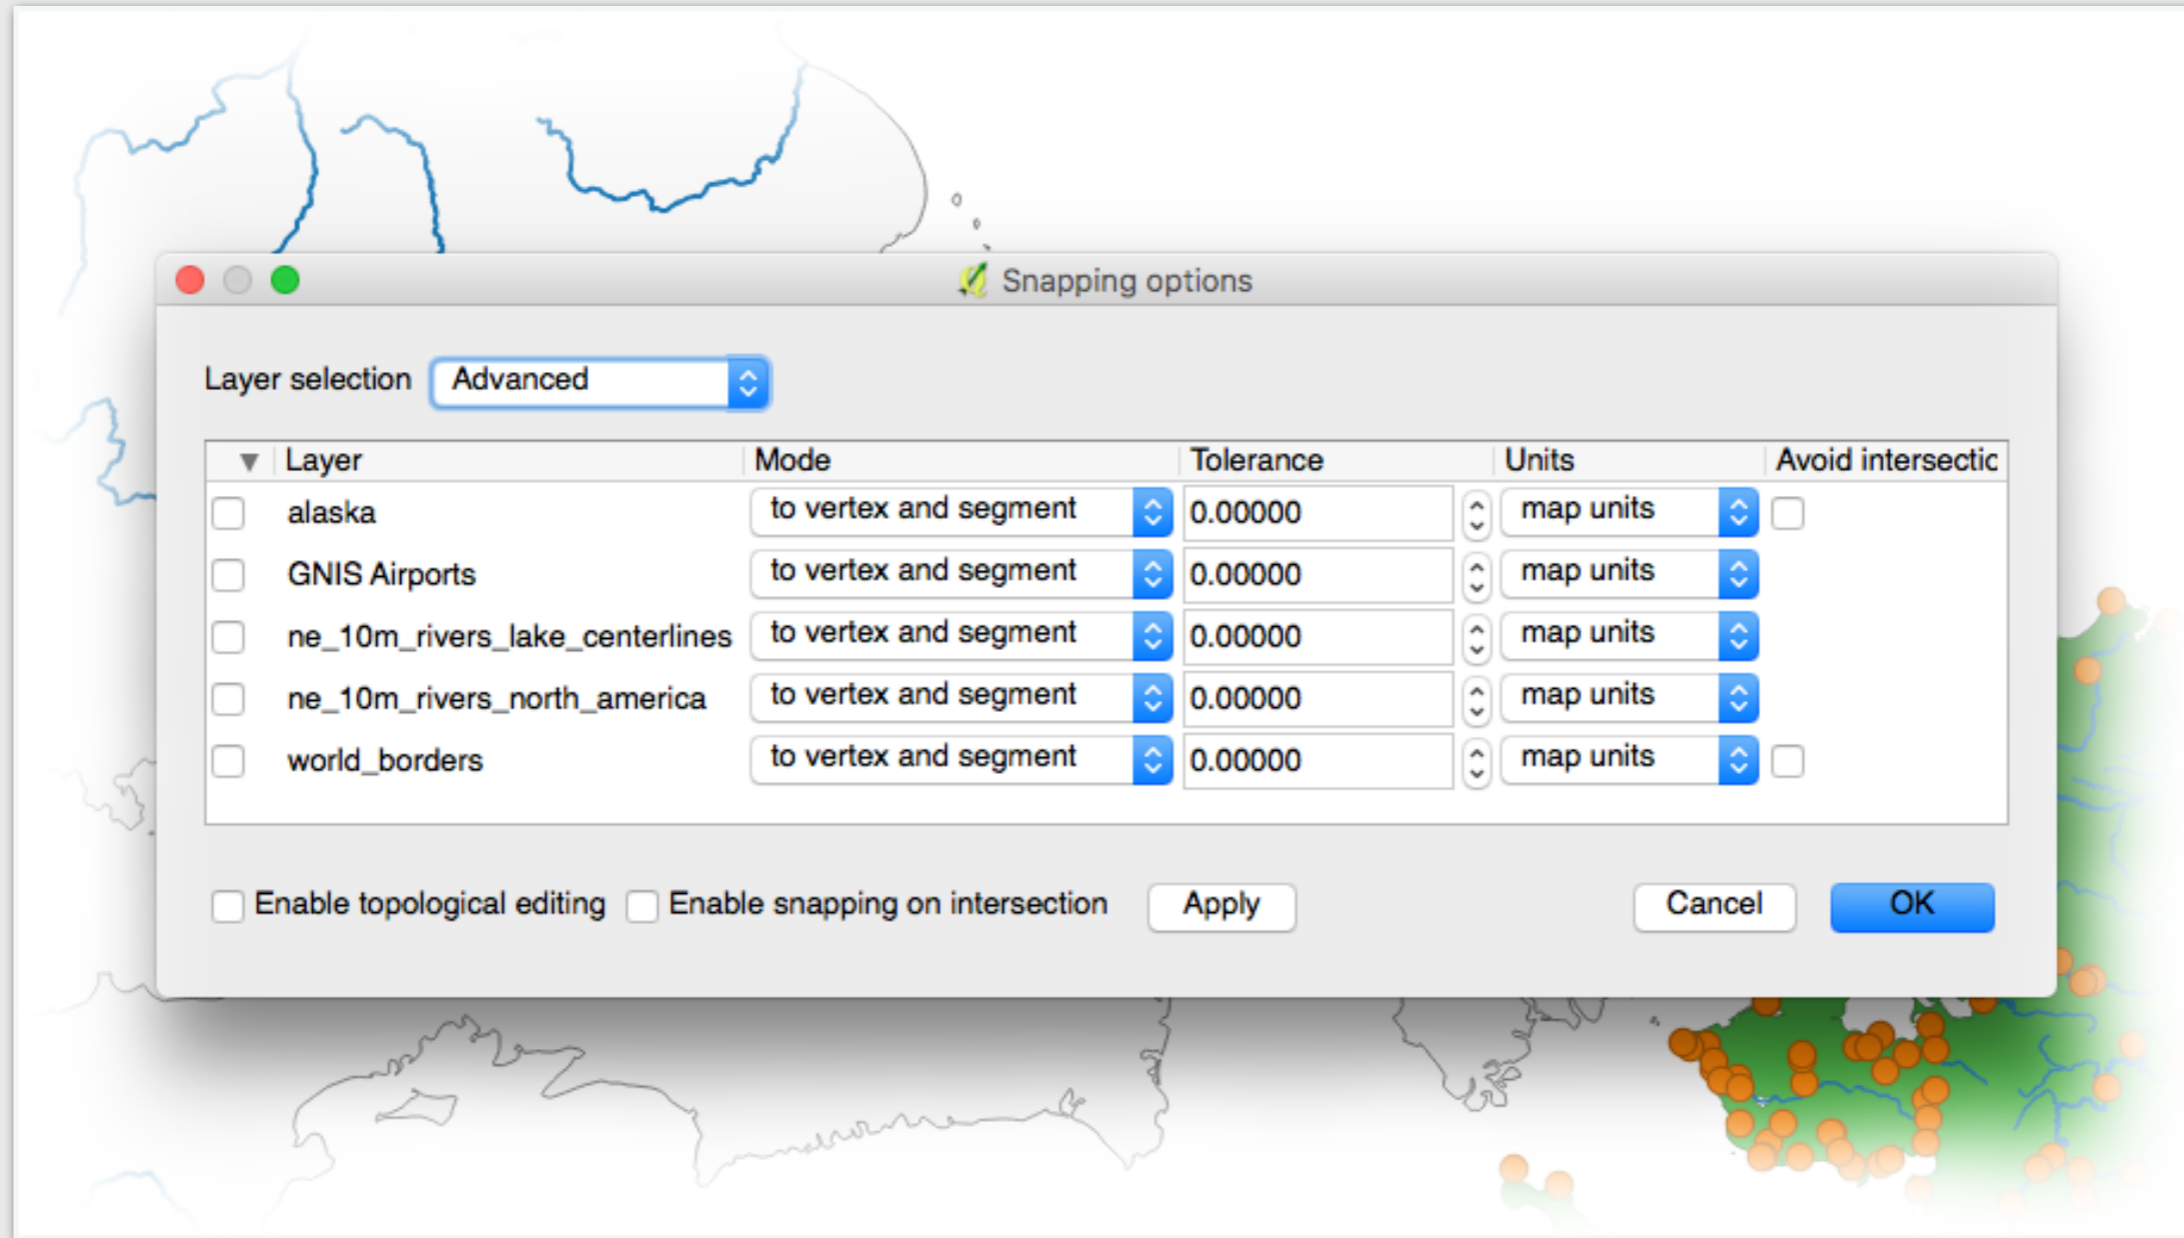 Snapping options
Layer selection Advanced
Layer Mode Tolerance Units Avoid intersectic
alaska to vertex and segment 0.00000 map units
GNIS Airports to vertex and segment 0.00000 map units
ne_10m_rivers_lake_centerlines to vertex and segment 0.00000 map units
ne_10m_rivers_north_america to vertex and segment 0.00000 map units
world_borders to vertex and segment 0.00000 map units
Enable topological editing Enable snapping on intersection Apply Cancel OK